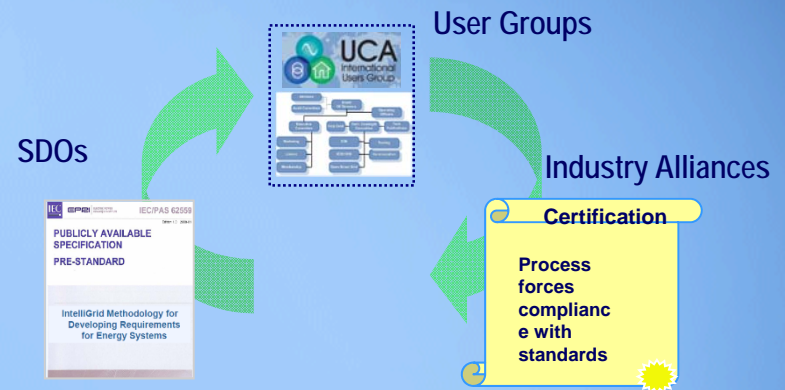 User Groups
UCA
International
Users Group
SDOs
Industry Alliances
IEC EPRI IEC/PAS 62559
PUBLICLY AVAILABLE
SPECIFICATION
PRE-STANDARD
IntelliGrid Methodology for
Developing Requirements
for Energy Systems
Certification
Process
forces
complianc
e with
standards